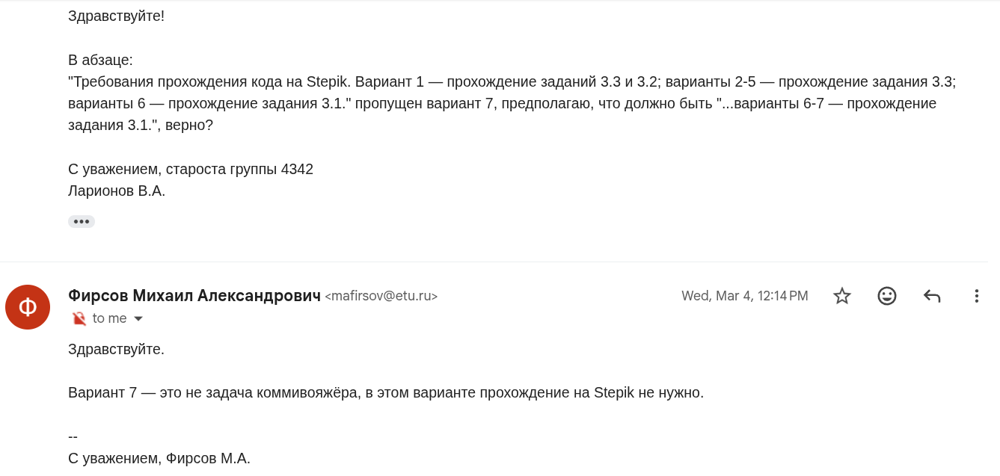 Здравствуйте!
В абзаце:
"Требования прохождения кода на Stepik. Вариант 1 — прохождение заданий 3.3 и 3.2; варианты 2-5 — прохождение задания 3.3;
варианты 6 — прохождение задания 3.1." пропущен вариант 7, предполагаю, что должно быть "...варианты 6-7 — прохождение
задания 3.1.", верно?
С уважением, староста группы 4342
Ларионов В.А.
Ф
Фирсов Михаил Александрович <mafirsov@etu.ru>
Wed, Mar 4, 12:14 PM
to me
Здравствуйте.
Вариант 7 — это не задача коммивояжёра, в этом варианте прохождение на Stepik не нужно.
--
С уважением, Фирсов М.А.